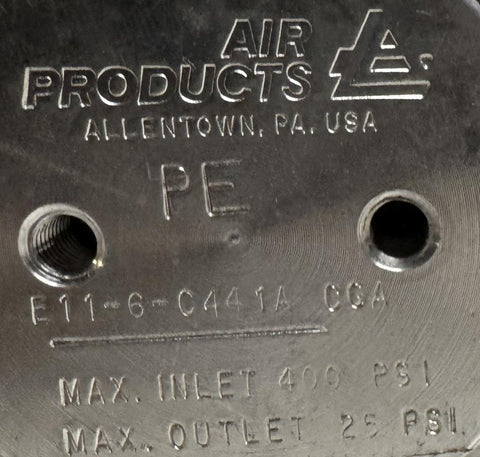 AIR
PRODUCTS
ALLENTOWN, PA. USA
PE
E11-6-C441A CGA
MAX. INLET 400 PSI
MAX. OUTLET 25 PSI